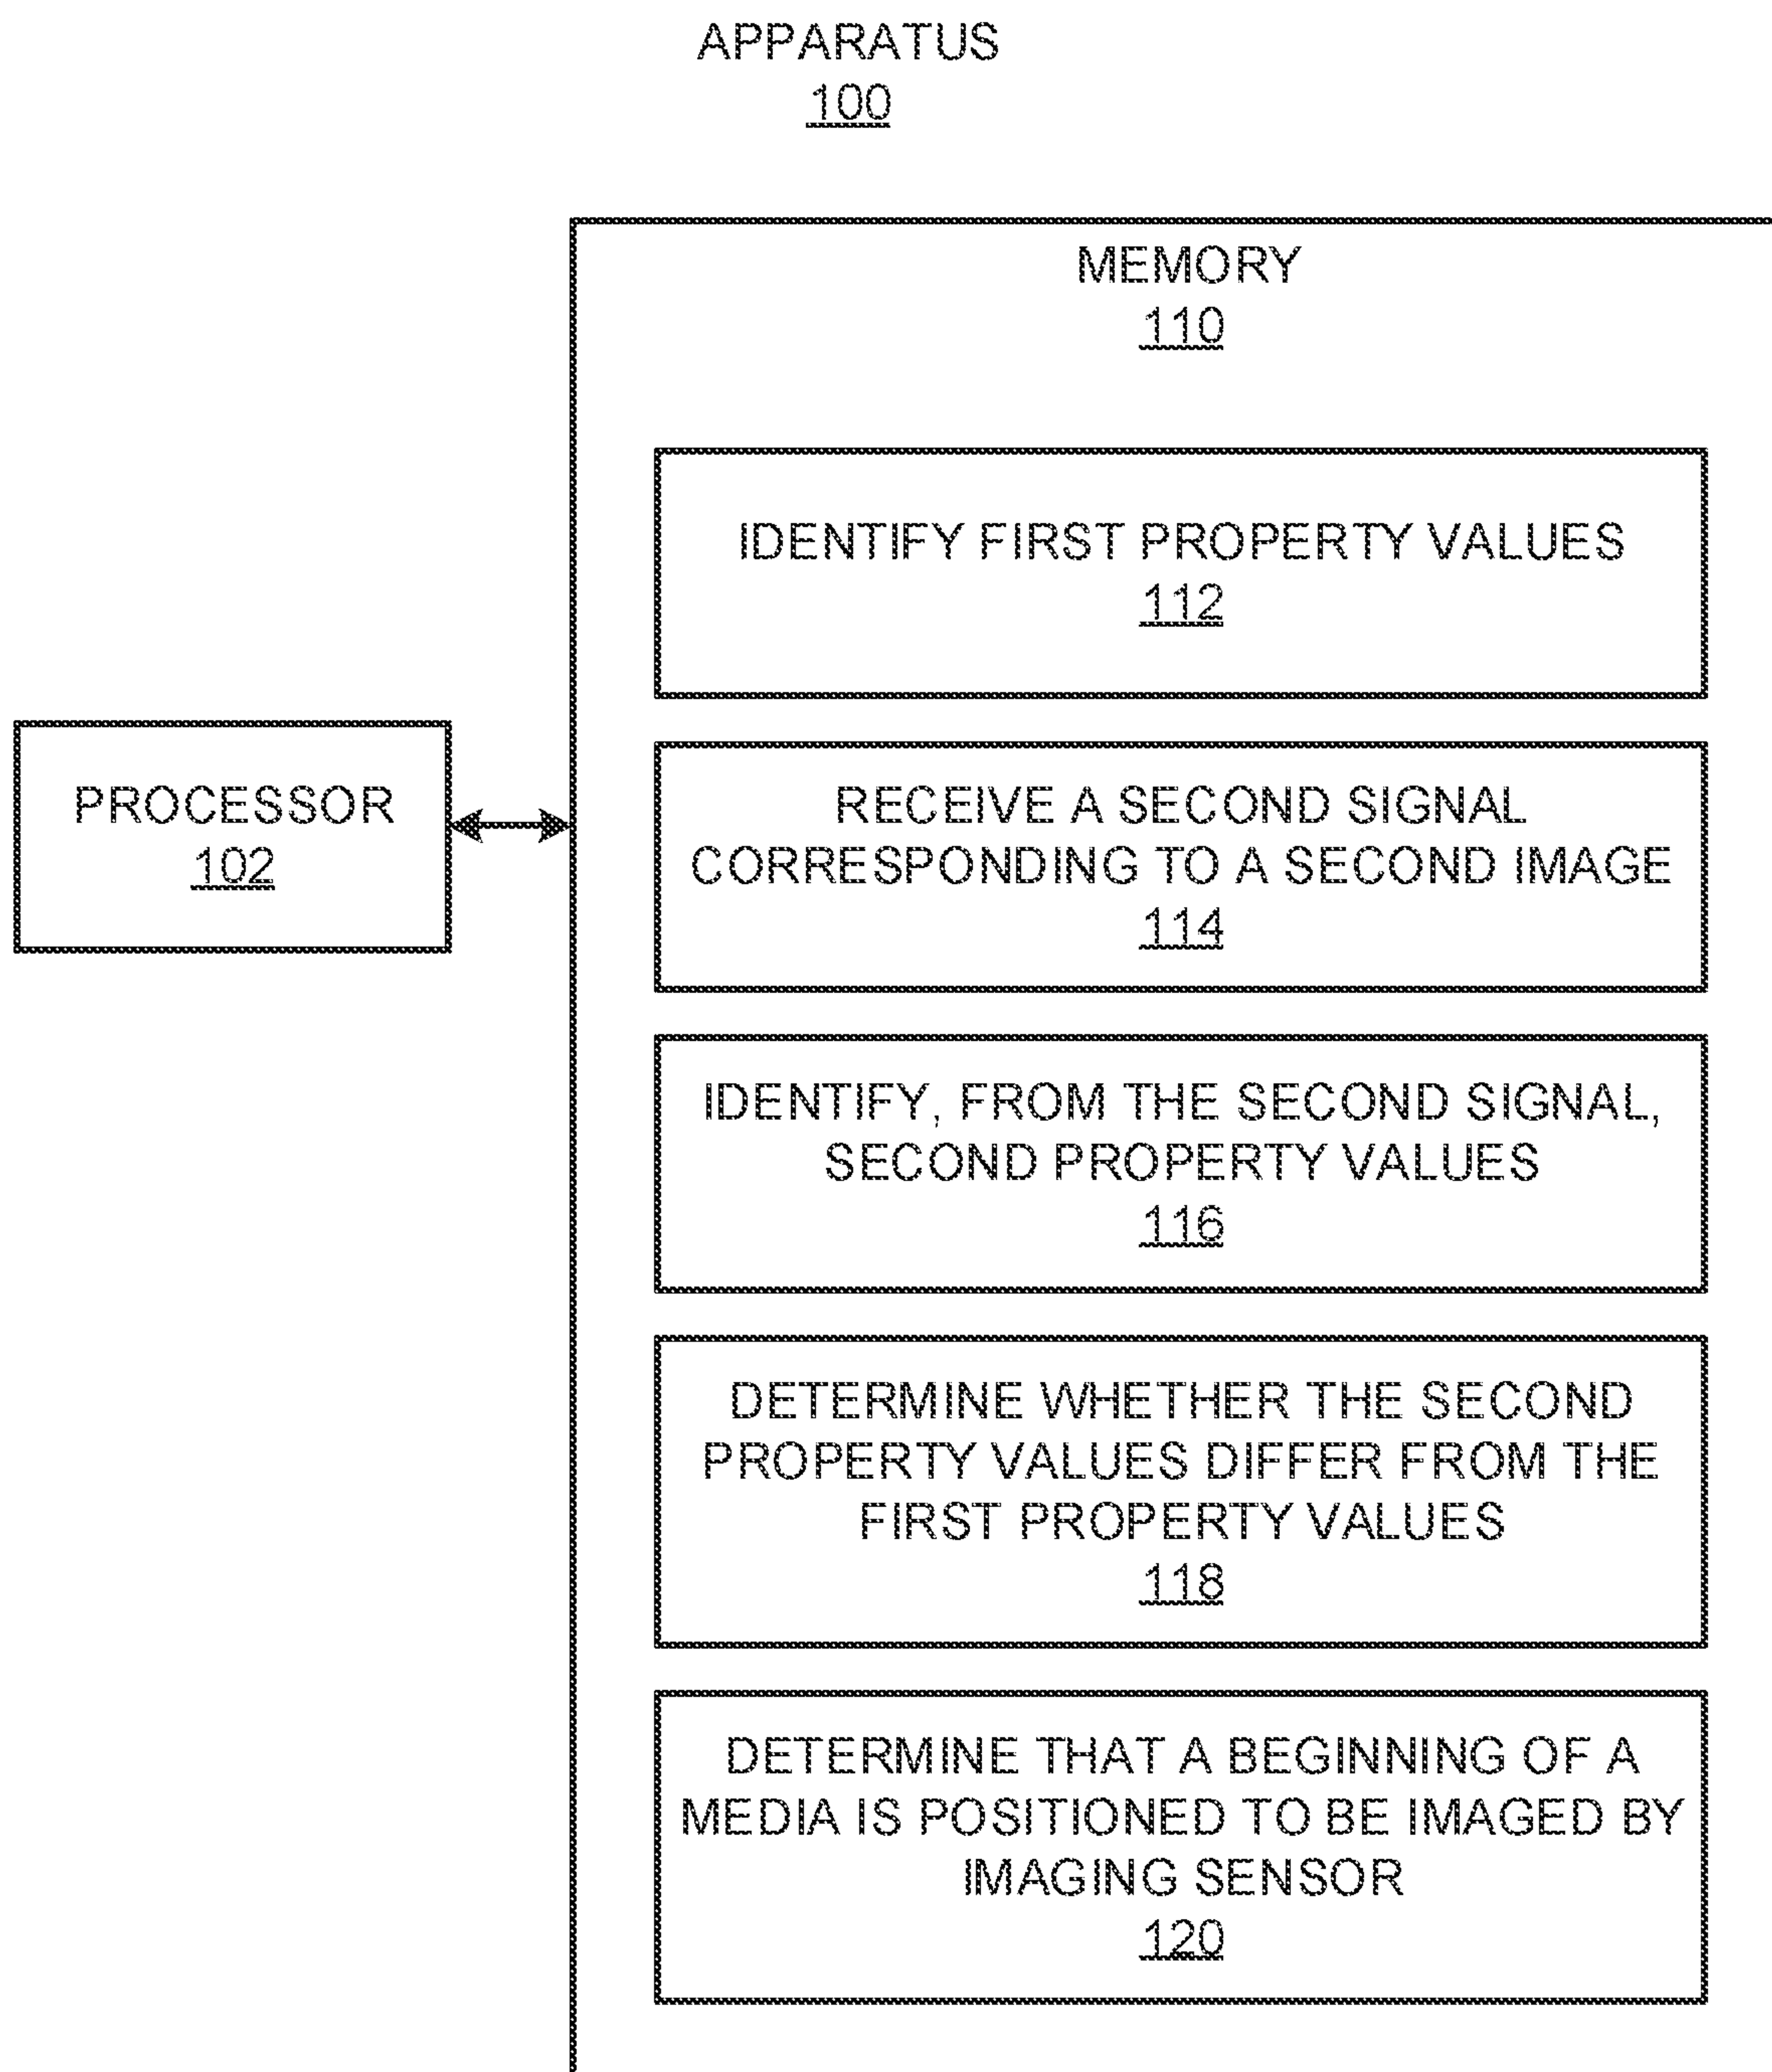 APPARATUS
100
MEMORY
110
IDENTIFY FIRST PROPERTY VALUES
112
PROCESSOR
102
RECEIVE A SECOND SIGNAL
CORRESPONDING TO A SECOND IMAGE
114
IDENTIFY, FROM THE SECOND SIGNAL,
SECOND PROPERTY VALUES
116
DETERMINE WHETHER THE SECOND
PROPERTY VALUES DIFFER FROM THE
FIRST PROPERTY VALUES
118
DETERMINE THAT A BEGINNING OF A
MEDIA IS POSITIONED TO BE IMAGED BY
IMAGING SENSOR
120